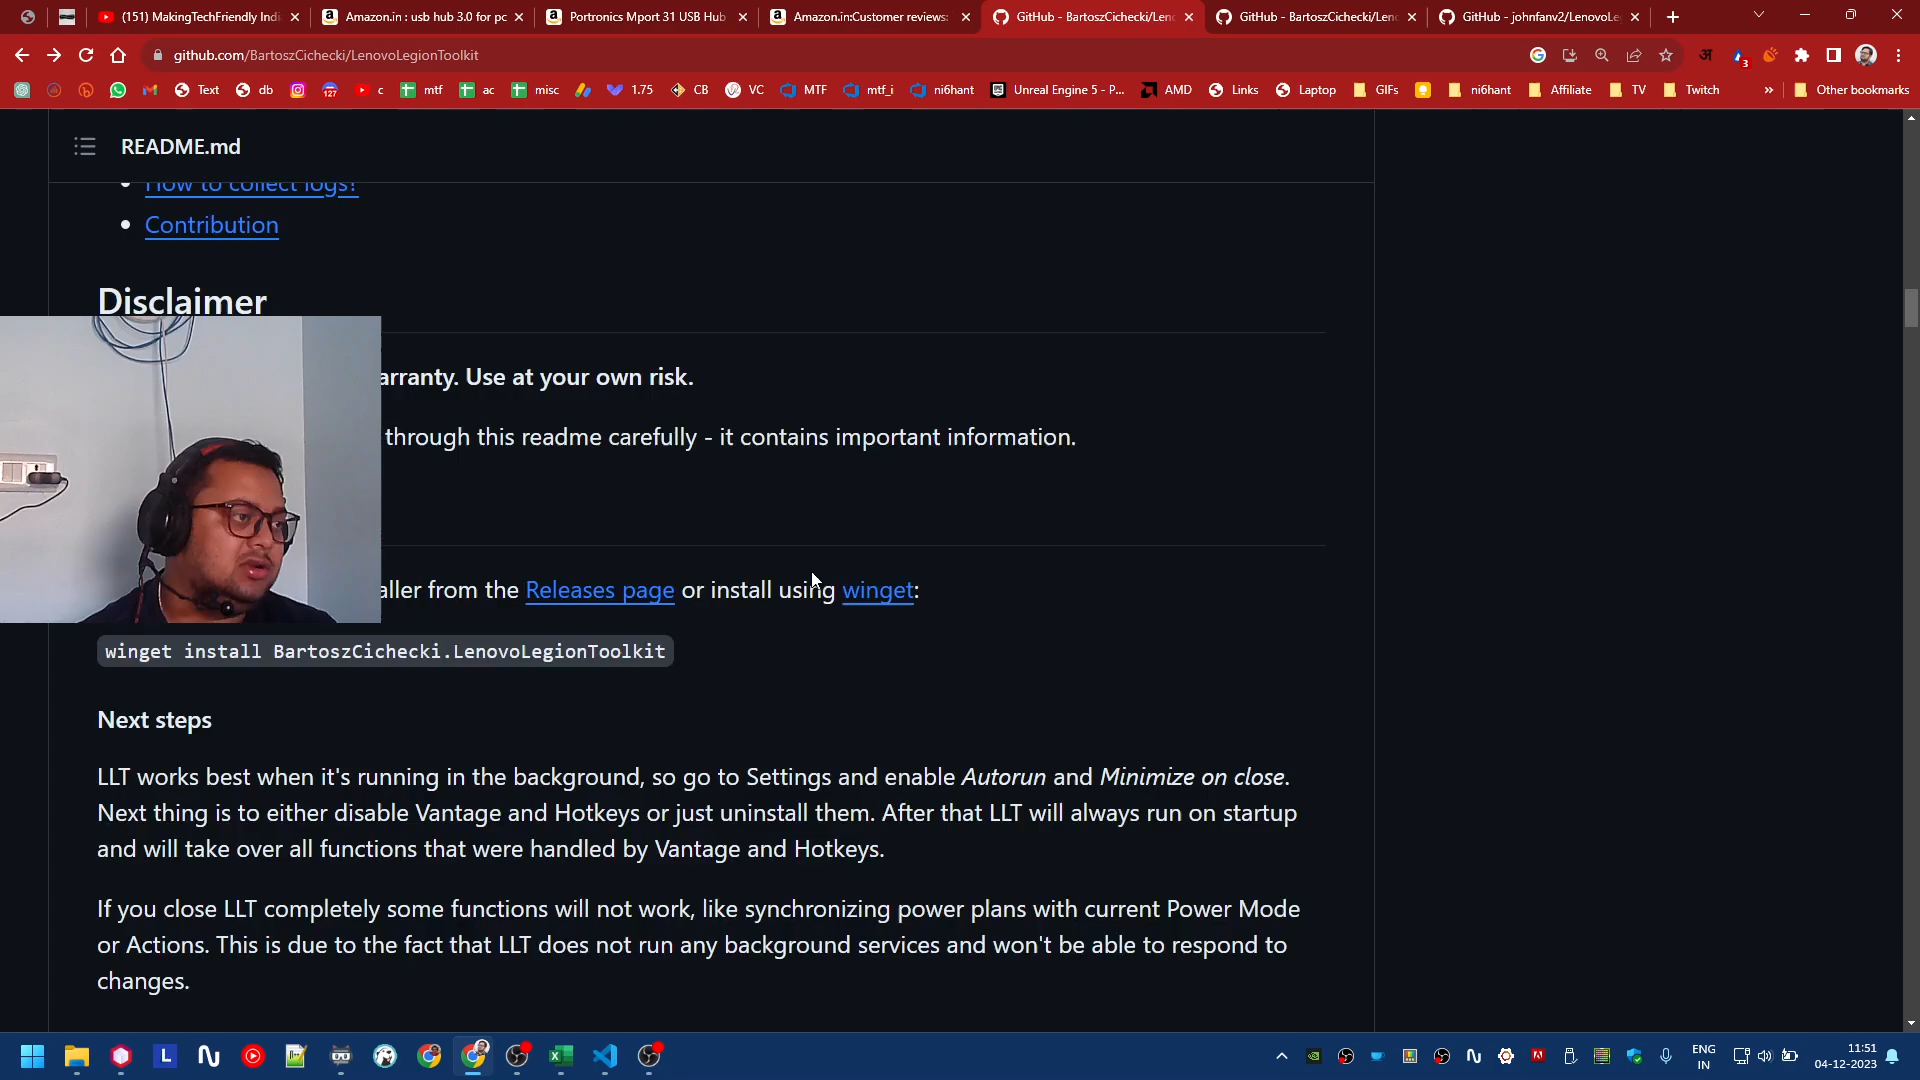 (151) MakingTechFriendly Indi
Amazon.in : usb hub 3.0 for pc
Portronics Mport 31 USB Hub
Amazon.in:Customer reviews:
GitHub - BartoszCichecki/Len
GitHub - BartoszCichecki/Len
GitHub - johnfanv2/LenovoLe
github.com/BartoszCichecki/LenovoLegionToolkit
अ
3
Text
db
127
c
mtf
ac
misc
1.75
CB
VC
MTF
mtf_i
ni6hant
Unreal Engine 5 - P...
AMD
Links
Laptop
GIFs
ni6hant
Affiliate
TV
Twitch
»
Other bookmarks
README.md
How to collect logs?
Contribution
Disclaimer
arranty. Use at your own risk.
through this readme carefully - it contains important information.
aller from the Releases page or install using winget:
winget install BartoszCichecki.LenovoLegionToolkit
Next steps
LLT works best when it's running in the background, so go to Settings and enable Autorun and Minimize on close.
Next thing is to either disable Vantage and Hotkeys or just uninstall them. After that LLT will always run on startup
and will take over all functions that were handled by Vantage and Hotkeys.
If you close LLT completely some functions will not work, like synchronizing power plans with current Power Mode
or Actions. This is due to the fact that LLT does not run any background services and won't be able to respond to
changes.
L
ENG
IN
11:51
04-12-2023